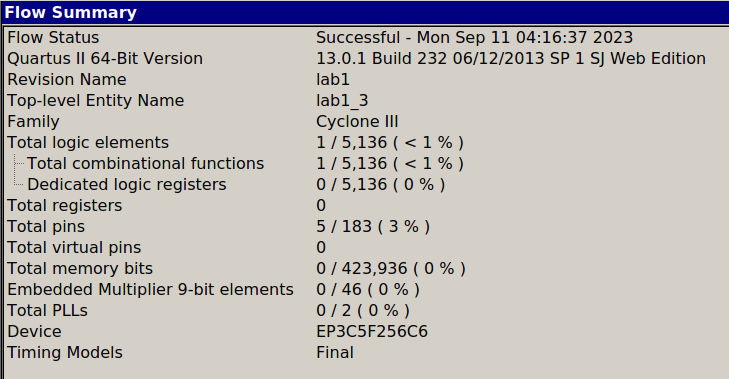 Flow Summary
Flow Status Successful - Mon Sep 11 04:16:37 2023
Quartus II 64-Bit Version 13.0.1 Build 232 06/12/2013 SP 1 SJ Web Edition
Revision Name lab1
Top-level Entity Name lab1_3
Family Cyclone III
Total logic elements 1 / 5,136 ( < 1 % )
Total combinational functions 1 / 5,136 ( < 1 % )
Dedicated logic registers 0 / 5,136 ( 0 % )
Total registers 0
Total pins 5 / 183 ( 3 % )
Total virtual pins 0
Total memory bits 0 / 423,936 ( 0 % )
Embedded Multiplier 9-bit elements 0 / 46 ( 0 % )
Total PLLs 0 / 2 ( 0 % )
Device EP3C5F256C6
Timing Models Final